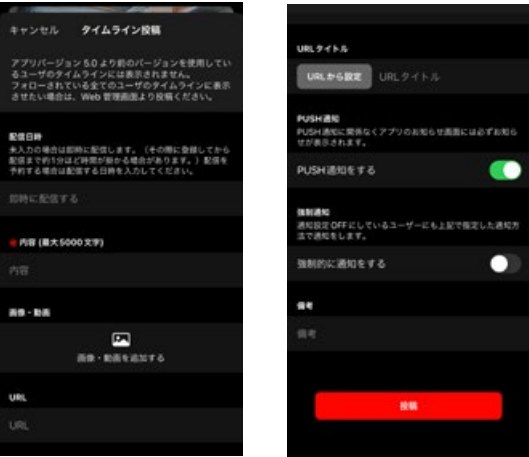 キャンセル タイムライン投稿
アプリバージョン 5.0 より前のバージョンを使用してい
るユーザのタイムラインには表示されません。
フォローされている全てのユーザのタイムラインに表示
させたい場合は、Web 管理画面より投稿ください。
配信日時
未入力の場合は即時に配信します。（その際に登録してから
配信まで約1分ほど時間が掛かる場合があります。）配信を
予約する場合は配信する日時を入力してください。
即時に配信する
内容 (最大5000文字)
内容
画像・動画
画像・動画を追加する
URL
URL
URLタイトル
URLから設定 URLタイトル
PUSH通知
PUSH通知に関係なくアプリのお知らせ画面には必ずお知ら
せが表示されます。
PUSH通知をする
強制通知
通知設定OFFにしているユーザーにも上記で指定した通知方
法で通知をします。
強制的に通知をする
備考
備考
投稿